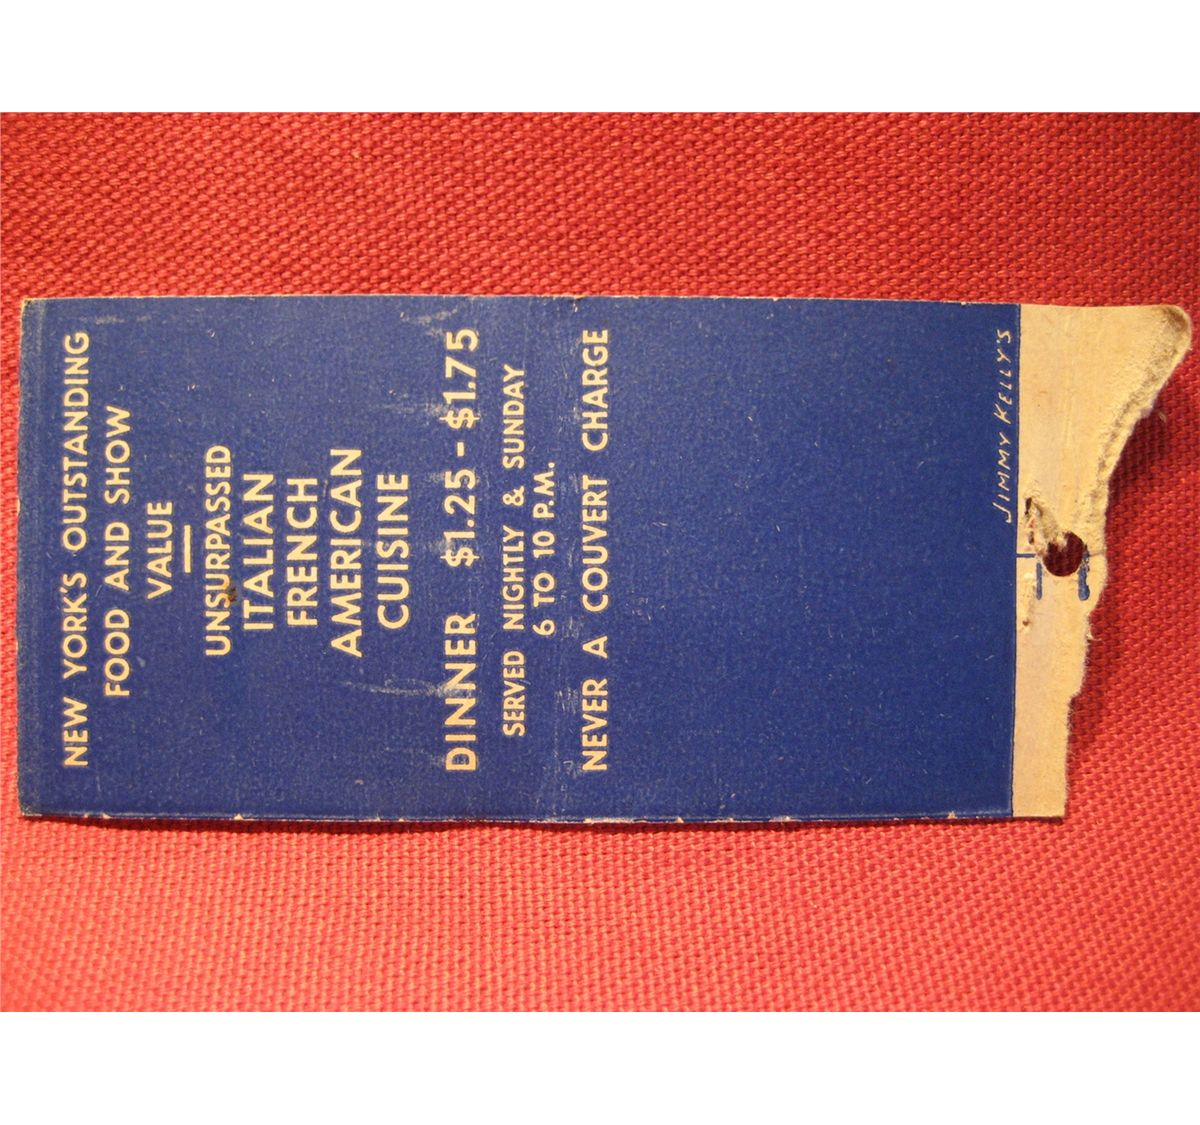 NEW YORK'S OUTSTANDING
FOOD AND SHOW
VALUE
UNSURPASSED
ITALIAN
FRENCH
AMERICAN
CUISINE
DINNER $1.25 - $1.75
SERVED NIGHTLY & SUNDAY
6 TO 10 P.M.
NEVER A COUVERT CHARGE
JIMMY KELLY'S